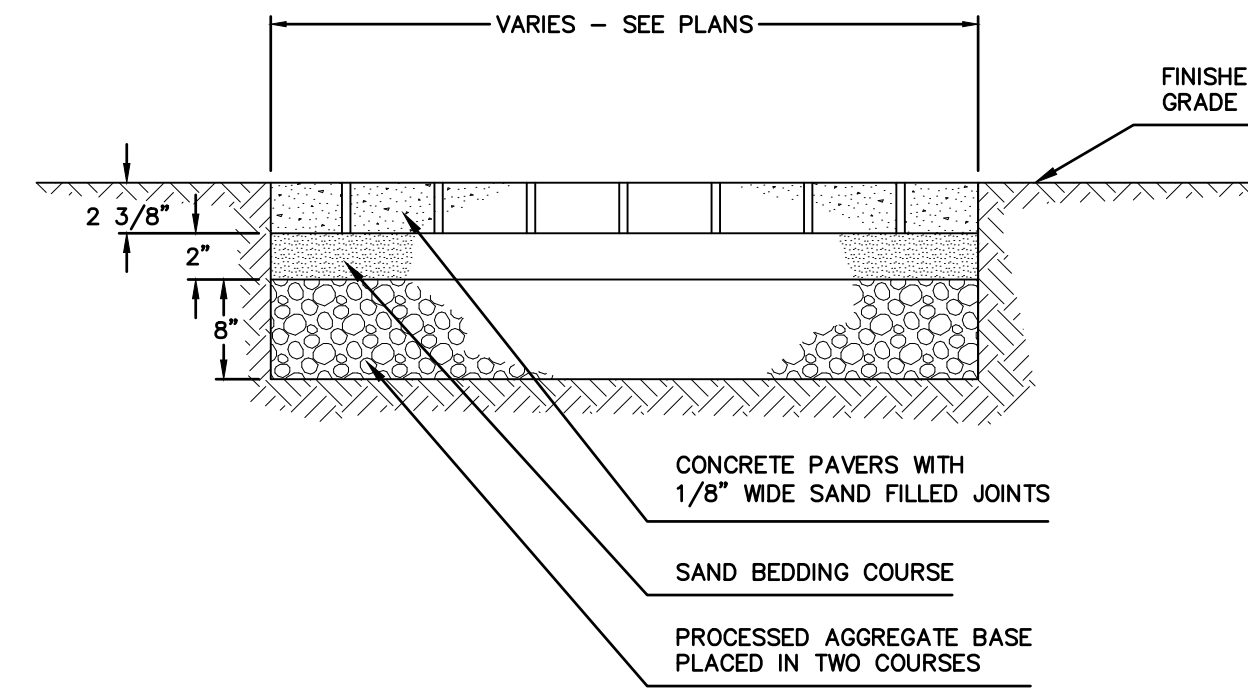 VARIES – SEE PLANS
FINISHE
GRADE
2 3/8"
2"
8"
CONCRETE PAVERS WITH
1/8" WIDE SAND FILLED JOINTS
SAND BEDDING COURSE
PROCESSED AGGREGATE BASE
PLACED IN TWO COURSES